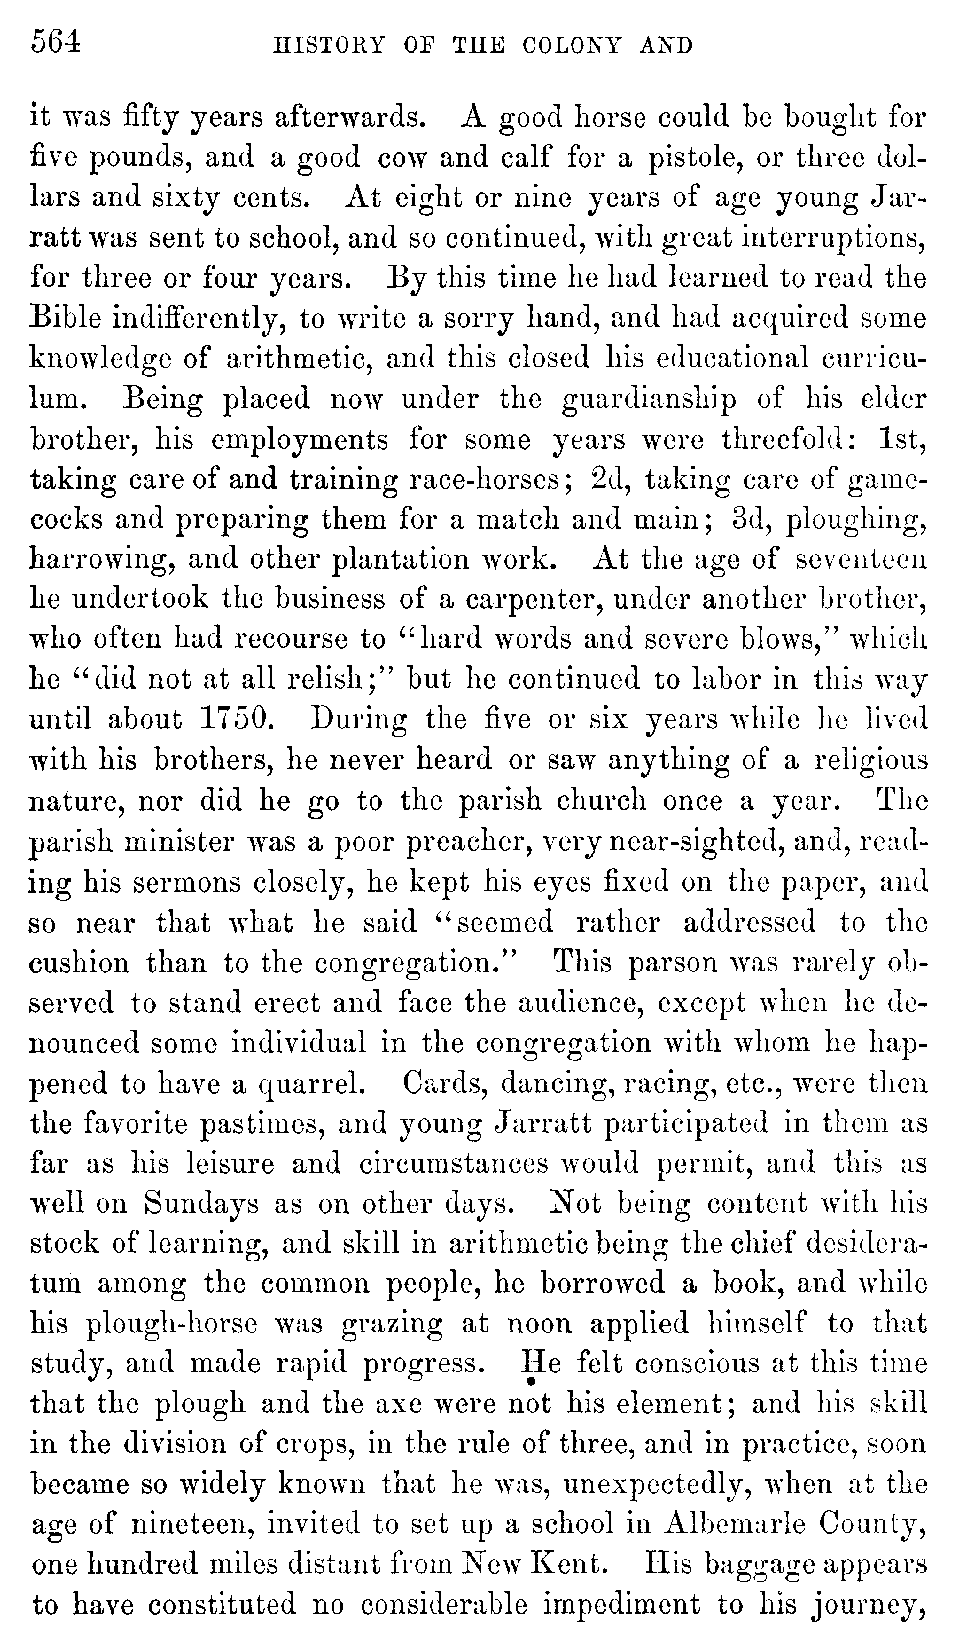 564 HISTORY OF THE COLONY AND
it was fifty years afterwards. A good horse could be bought for
five pounds, and a good cow and calf for a pistole, or three dol-
lars and sixty cents. At eight or nine years of age young Jar-
ratt was sent to school, and so continued, with great interruptions,
for three or four years. By this time he had learned to read the
Bible indifferently, to write a sorry hand, and had acquired some
knowledge of arithmetic, and this closed his educational curricu-
lum. Being placed now under the guardianship of his elder
brother, his employments for some years were threefold: 1st,
taking care of and training race-horses; 2d, taking care of game-
cocks and preparing them for a match and main; 3d, ploughing,
harrowing, and other plantation work. At the age of seventeen
he undertook the business of a carpenter, under another brother,
who often had recourse to "hard words and severe blows," which
he "did not at all relish;" but he continued to labor in this way
until about 1750. During the five or six years while he lived
with his brothers, he never heard or saw anything of a religious
nature, nor did he go to the parish church once a year. The
parish minister was a poor preacher, very near-sighted, and, read-
ing his sermons closely, he kept his eyes fixed on the paper, and
so near that what he said "seemed rather addressed to the
cushion than to the congregation." This parson was rarely ob-
served to stand erect and face the audience, except when he de-
nounced some individual in the congregation with whom he hap-
pened to have a quarrel. Cards, dancing, racing, etc., were then
the favorite pastimes, and young Jarratt participated in them as
far as his leisure and circumstances would permit, and this as
well on Sundays as on other days. Not being content with his
stock of learning, and skill in arithmetic being the chief desidera-
tum among the common people, he borrowed a book, and while
his plough-horse was grazing at noon applied himself to that
study, and made rapid progress. He felt conscious at this time
that the plough and the axe were not his element; and his skill
in the division of crops, in the rule of three, and in practice, soon
became so widely known that he was, unexpectedly, when at the
age of nineteen, invited to set up a school in Albemarle County,
one hundred miles distant from New Kent. His baggage appears
to have constituted no considerable impediment to his journey,